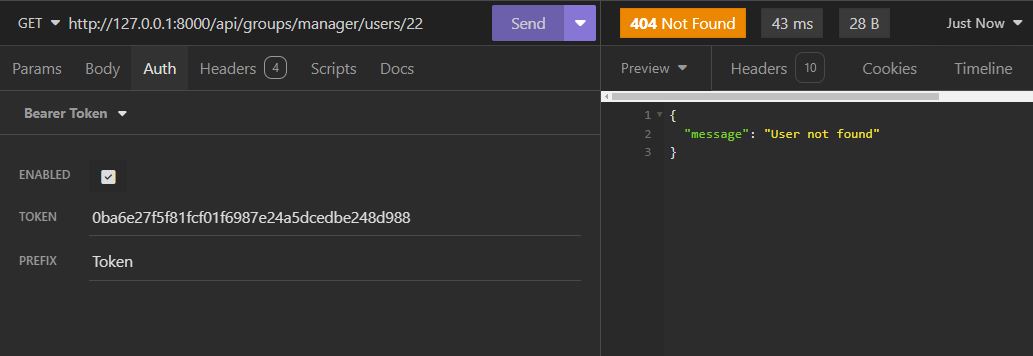 GET http://127.0.0.1:8000/api/groups/manager/users/22 Send
404 Not Found 43 ms 28 B Just Now
Params Body Auth Headers 4 Scripts Docs
Preview Headers 10 Cookies Timeline
Bearer Token
ENABLED
TOKEN 0ba6e27f5f81fcf01f6987e24a5dcedbe248d988
PREFIX Token
1 {
2 "message": "User not found"
3 }